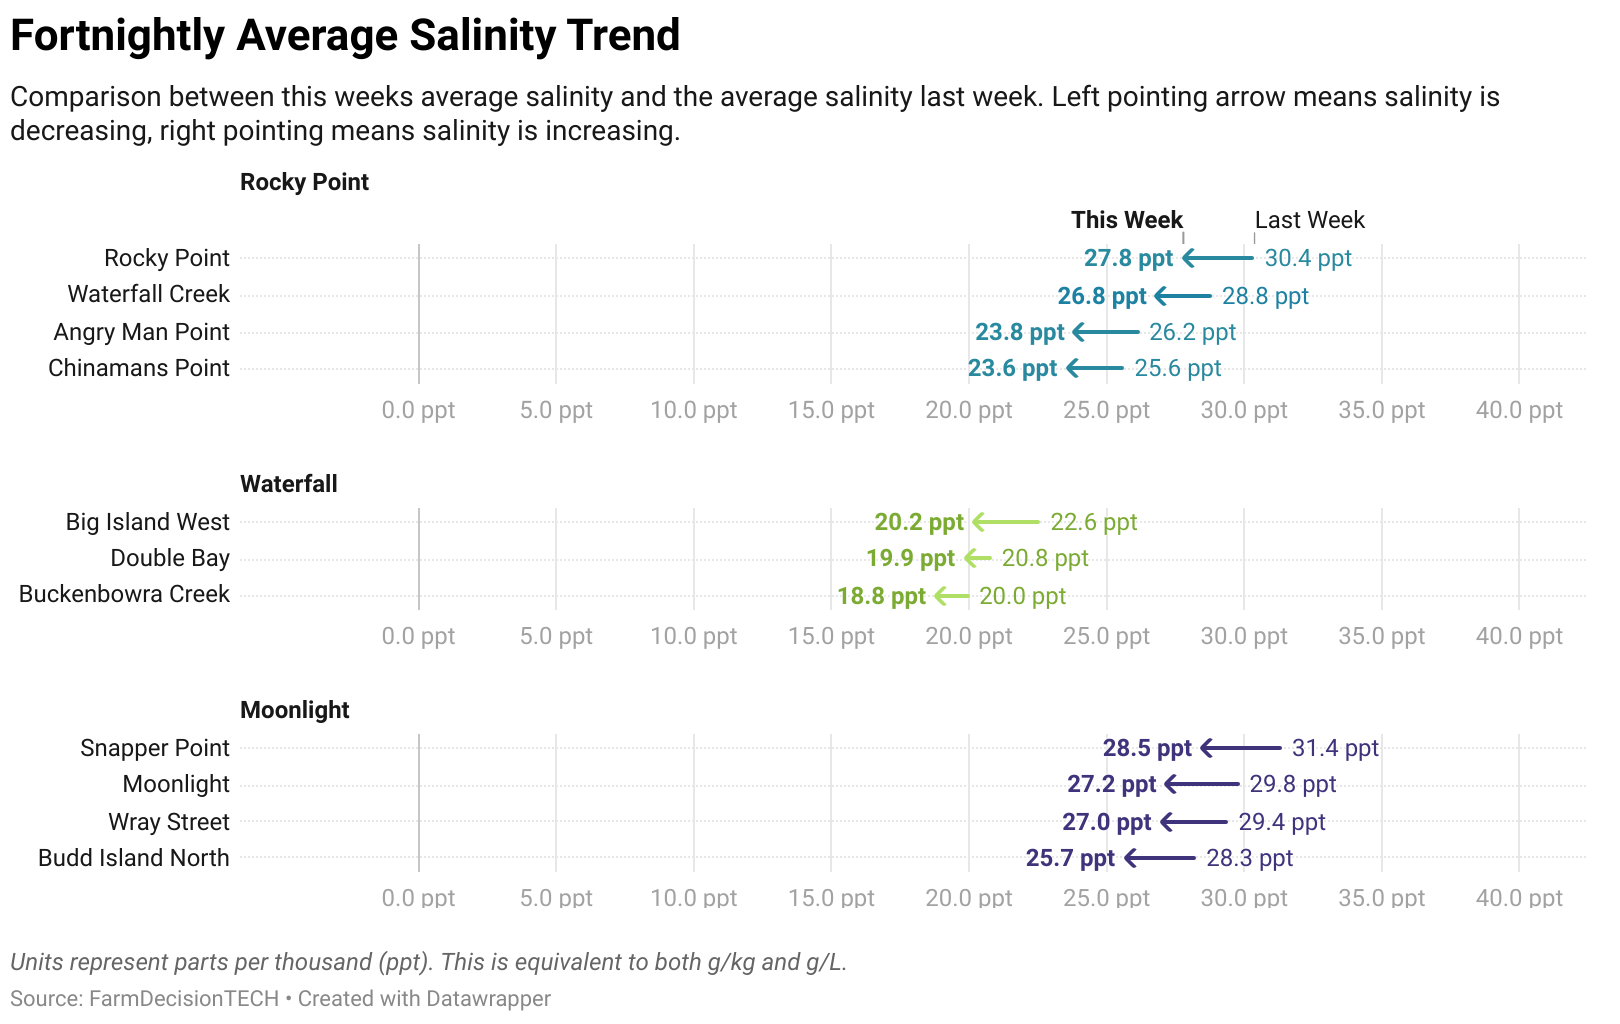 Fortnightly Average Salinity Trend
Comparison between this weeks average salinity and the average salinity last week. Left pointing arrow means salinity is
decreasing, right pointing means salinity is increasing.
Rocky Point
This Week Last Week
Rocky Point 27.8 ppt 30.4 ppt
Waterfall Creek 26.8 ppt 28.8 ppt
Angry Man Point 23.8 ppt 26.2 ppt
Chinamans Point 23.6 ppt 25.6 ppt
0.0 ppt 5.0 ppt 10.0 ppt 15.0 ppt 20.0 ppt 25.0 ppt 30.0 ppt 35.0 ppt 40.0 ppt
Waterfall
Big Island West 20.2 ppt 22.6 ppt
Double Bay 19.9 ppt 20.8 ppt
Buckenbowra Creek 18.8 ppt 20.0 ppt
0.0 ppt 5.0 ppt 10.0 ppt 15.0 ppt 20.0 ppt 25.0 ppt 30.0 ppt 35.0 ppt 40.0 ppt
Moonlight
Snapper Point 28.5 ppt 31.4 ppt
Moonlight 27.2 ppt 29.8 ppt
Wray Street 27.0 ppt 29.4 ppt
Budd Island North 25.7 ppt 28.3 ppt
0.0 ppt 5.0 ppt 10.0 ppt 15.0 ppt 20.0 ppt 25.0 ppt 30.0 ppt 35.0 ppt 40.0 ppt
Units represent parts per thousand (ppt). This is equivalent to both g/kg and g/L.
Source: FarmDecisionTECH • Created with Datawrapper